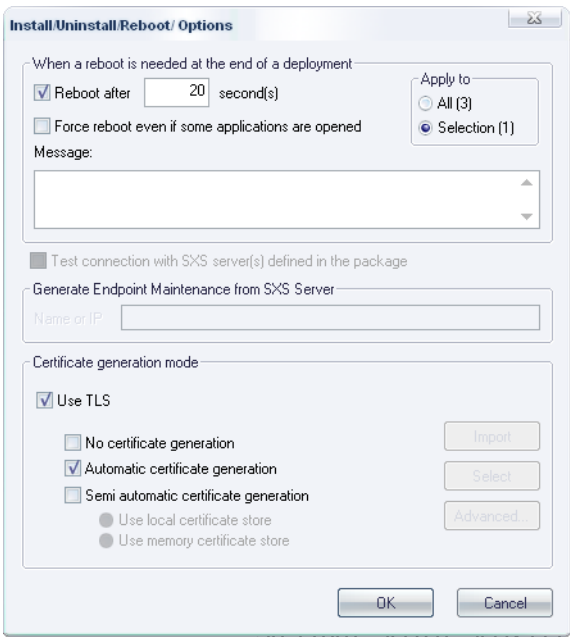 Install/Uninstall/Reboot/ Options
When a reboot is needed at the end of a deployment
Reboot after 20 second(s)
Force reboot even if some applications are opened
Apply to
All (3)
Selection (1)
Message:
Test connection with SXS server(s) defined in the package
Generate Endpoint Maintenance from SXS Server
Name or IP
Certificate generation mode
Use TLS
No certificate generation
Automatic certificate generation
Semi automatic certificate generation
Use local certificate store
Use memory certificate store
Import
Select
Advanced...
OK
Cancel